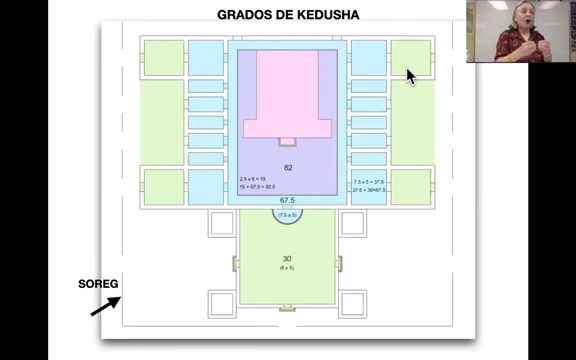 GRADOS DE KEDUSHA
82
2.5 x 6 = 15
15 + 67.5 = 82.5
7.5 x 5 = 37.5
37.5 + 30=67.5
67.5
(7.5 x 5)
30
(6 x 5)
SOREG